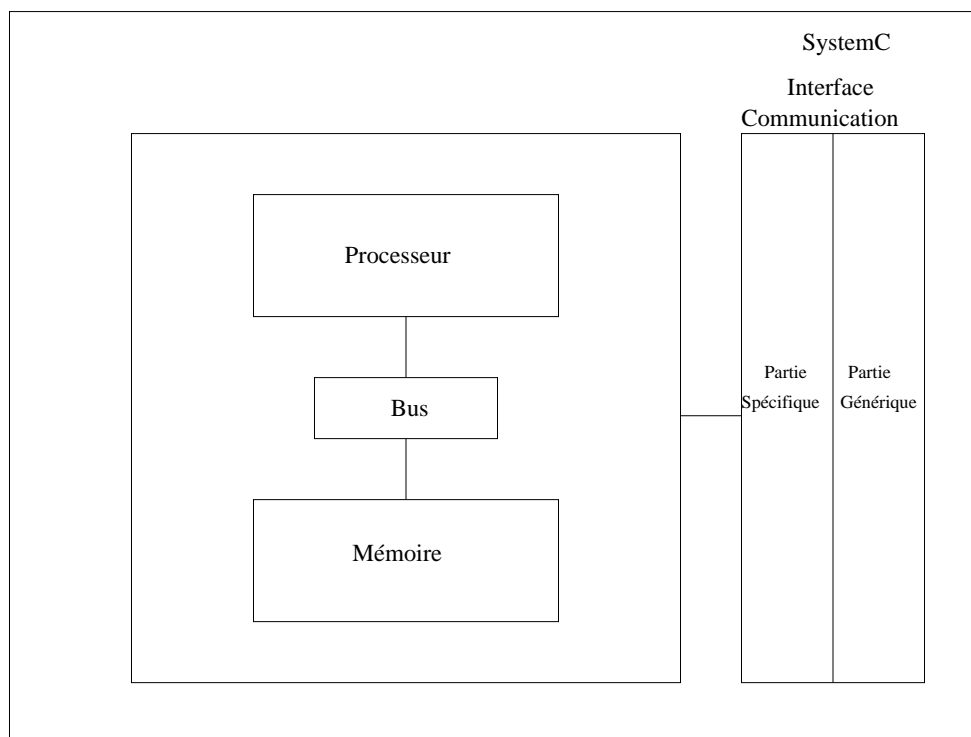 SystemC
Interface
Communication
Processeur
Bus
Mémoire
Partie
Spécifique
Partie
Générique